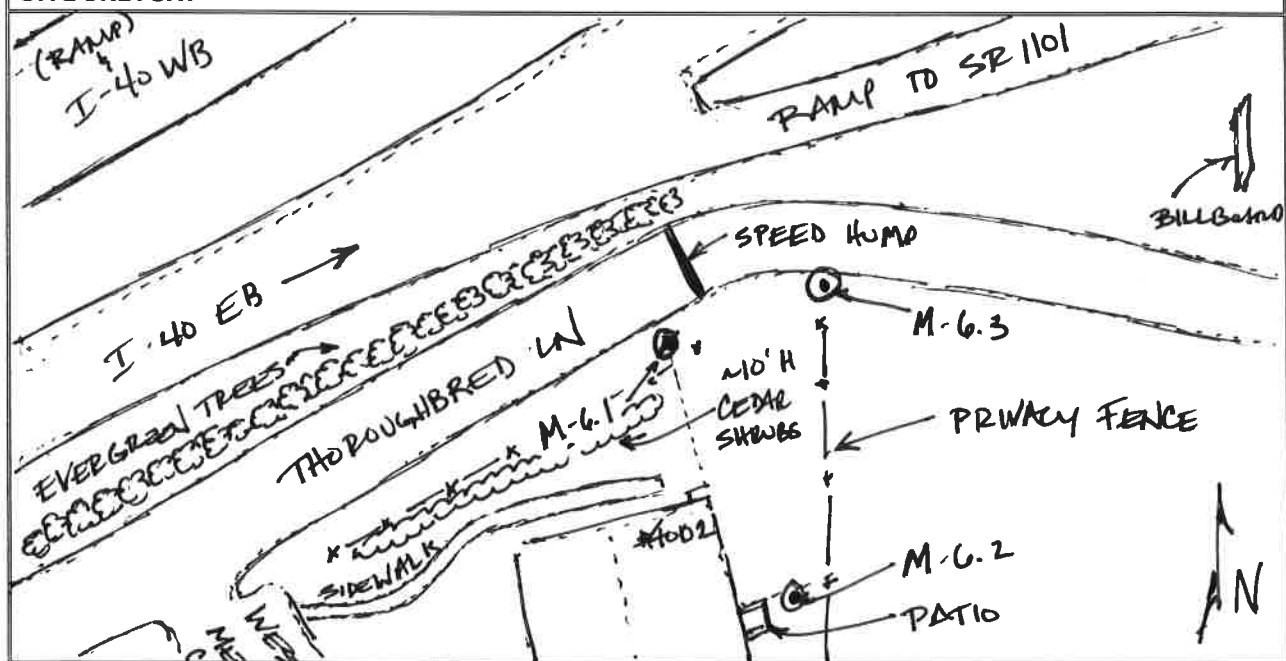 (RAMP)
&
I-40 WB
RAMP TO SR 1101
BILLBOARD
SPEED HUMP
I-40 EB
M-6.3
EVERGREEN TREES
THOROUGHBRED LN
M-6.1
~10' H
CEDAR
SHRUBS
PRIVACY FENCE
SIDEWALK
#40D2
M-6.2
PATIO
N